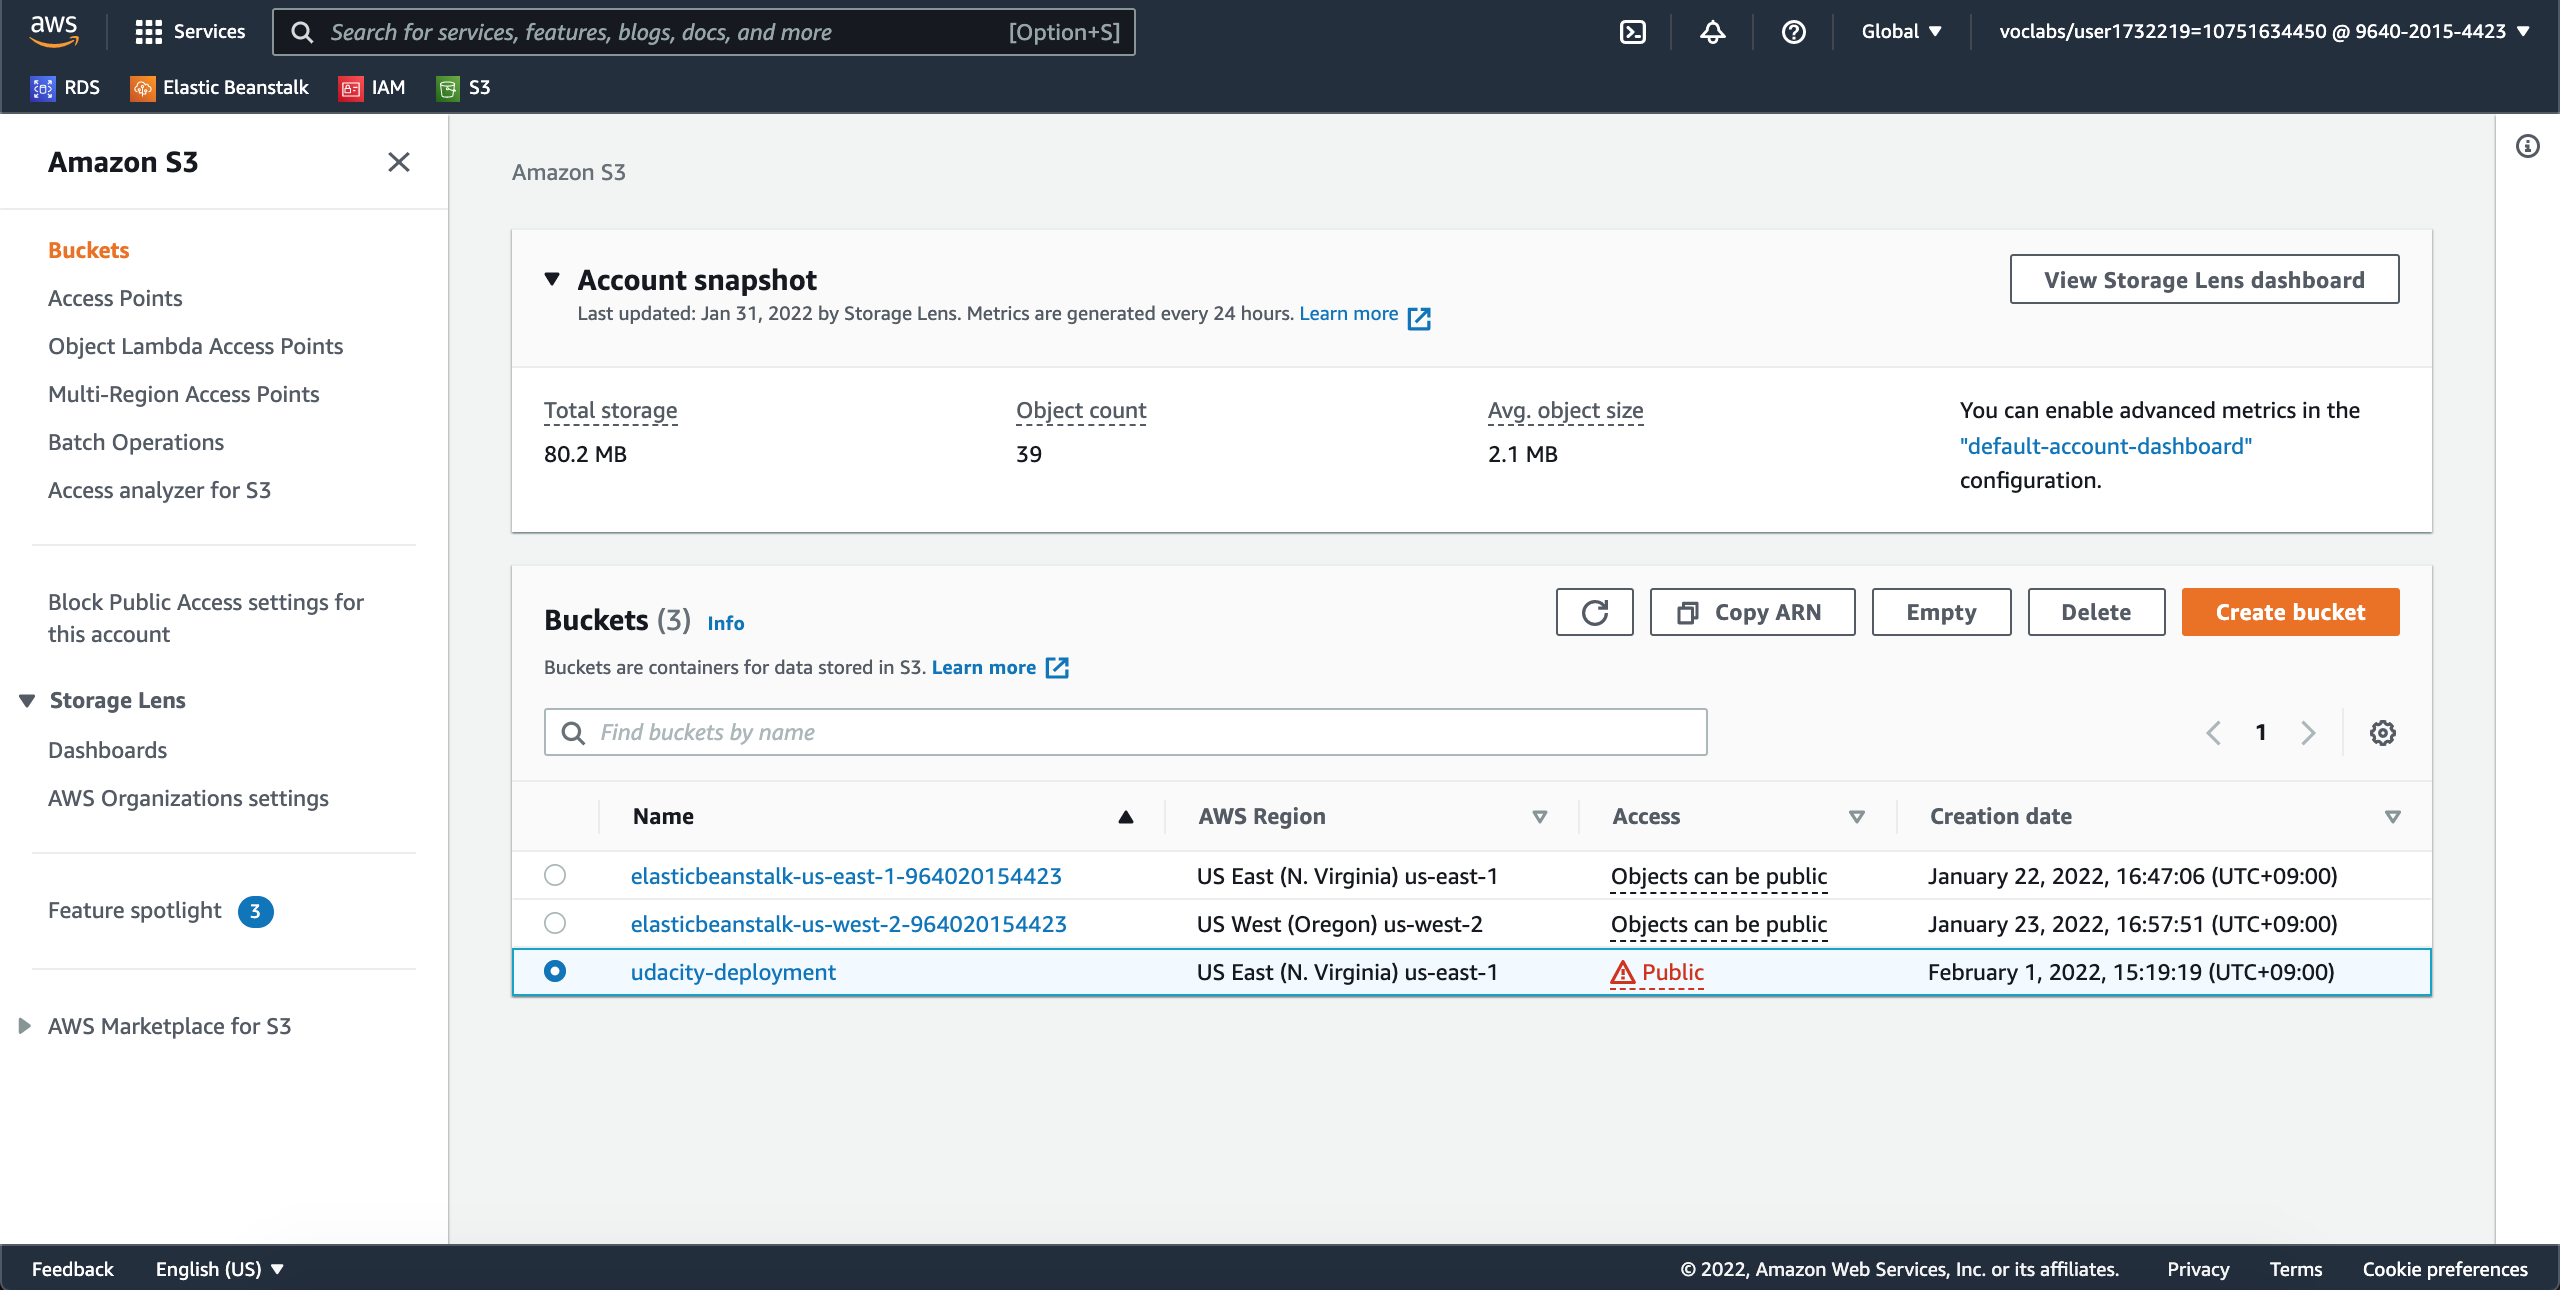 aws
Services
Search for services, features, blogs, docs, and more
[Option+S]
Global
voclabs/user1732219=10751634450 @ 9640-2015-4423
RDS
Elastic Beanstalk
IAM
S3
Amazon S3
Buckets
Access Points
Object Lambda Access Points
Multi-Region Access Points
Batch Operations
Access analyzer for S3
Block Public Access settings for
this account
Storage Lens
Dashboards
AWS Organizations settings
Feature spotlight 3
AWS Marketplace for S3
Amazon S3
Account snapshot
Last updated: Jan 31, 2022 by Storage Lens. Metrics are generated every 24 hours. Learn more
View Storage Lens dashboard
Total storage
80.2 MB
Object count
39
Avg. object size
2.1 MB
You can enable advanced metrics in the
"default-account-dashboard"
configuration.
Buckets (3) Info
Buckets are containers for data stored in S3. Learn more
Copy ARN
Empty
Delete
Create bucket
Find buckets by name
1
Name AWS Region Access Creation date
elasticbeanstalk-us-east-1-964020154423 US East (N. Virginia) us-east-1 Objects can be public January 22, 2022, 16:47:06 (UTC+09:00)
elasticbeanstalk-us-west-2-964020154423 US West (Oregon) us-west-2 Objects can be public January 23, 2022, 16:57:51 (UTC+09:00)
udacity-deployment US East (N. Virginia) us-east-1 Public February 1, 2022, 15:19:19 (UTC+09:00)
Feedback
English (US)
© 2022, Amazon Web Services, Inc. or its affiliates.
Privacy
Terms
Cookie preferences